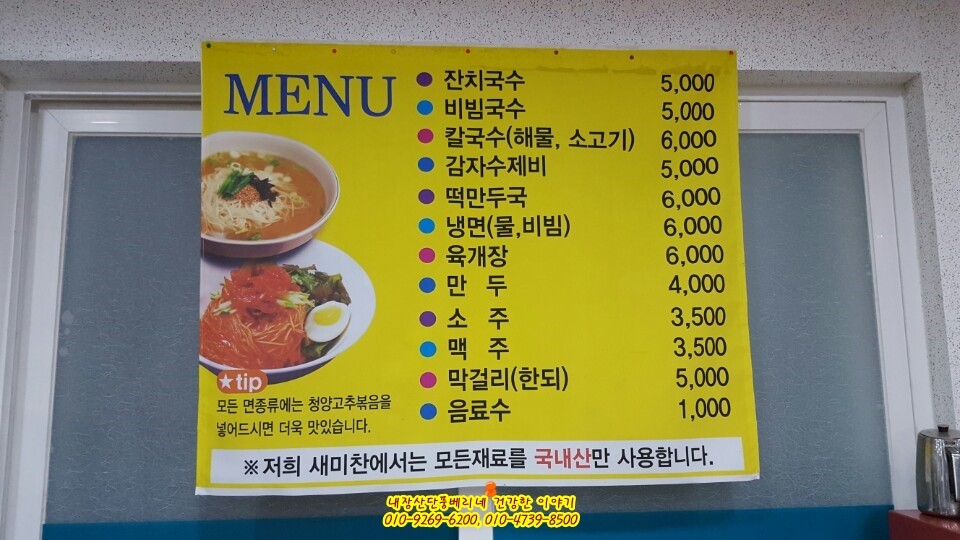 MENU
잔치국수 5,000
비빔국수 5,000
칼국수(해물, 소고기) 6,000
감자수제비 5,000
떡만두국 6,000
냉면(물,비빔) 6,000
육개장 6,000
만 두 4,000
소 주 3,500
맥 주 3,500
막걸리(한되) 5,000
음료수 1,000
★tip
모든 면종류에는 청양고추볶음을
넣어드시면 더욱 맛있습니다.
※저희 새미찬에서는 모든재료를 국내산만 사용합니다.
내장산단풍베리네 건강한 이야기
010-9269-6200, 010-4739-8500